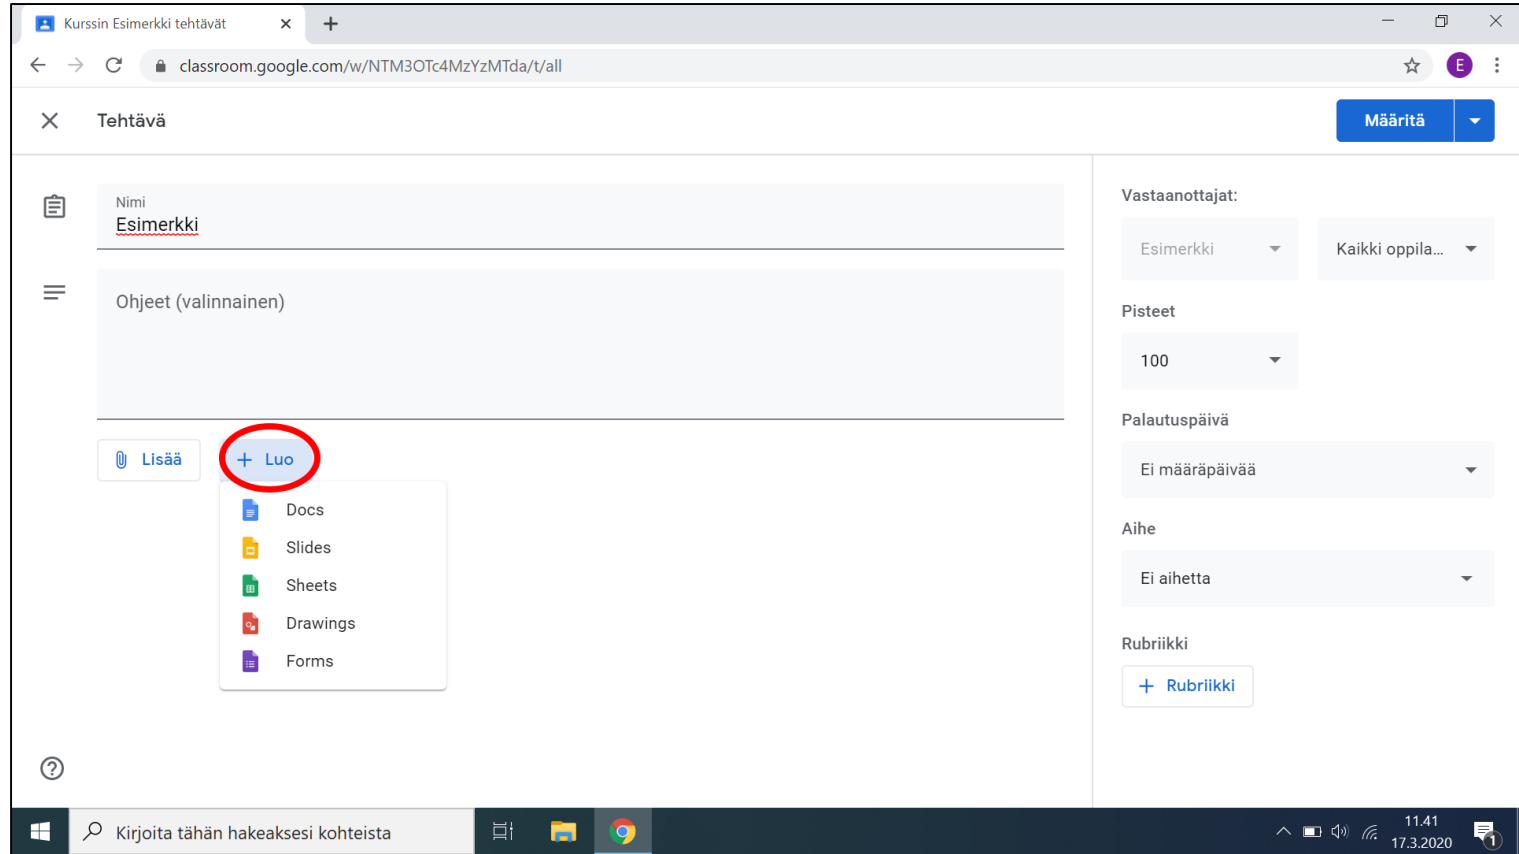 Kurssin Esimerkki tehtävät
classroom.google.com/w/NTM3OTc4MzYzMTda/t/all
E
Tehtävä
Määritä
Nimi
Esimerkki
Ohjeet (valinnainen)
Lisää
+ Luo
Docs
Slides
Sheets
Drawings
Forms
Vastaanottajat:
Esimerkki
Kaikki oppila...
Pisteet
100
Palautuspäivä
Ei määräpäivää
Aihe
Ei aihetta
Rubriikki
+ Rubriikki
Kirjoita tähän hakeaksesi kohteista
11.41
17.3.2020
1